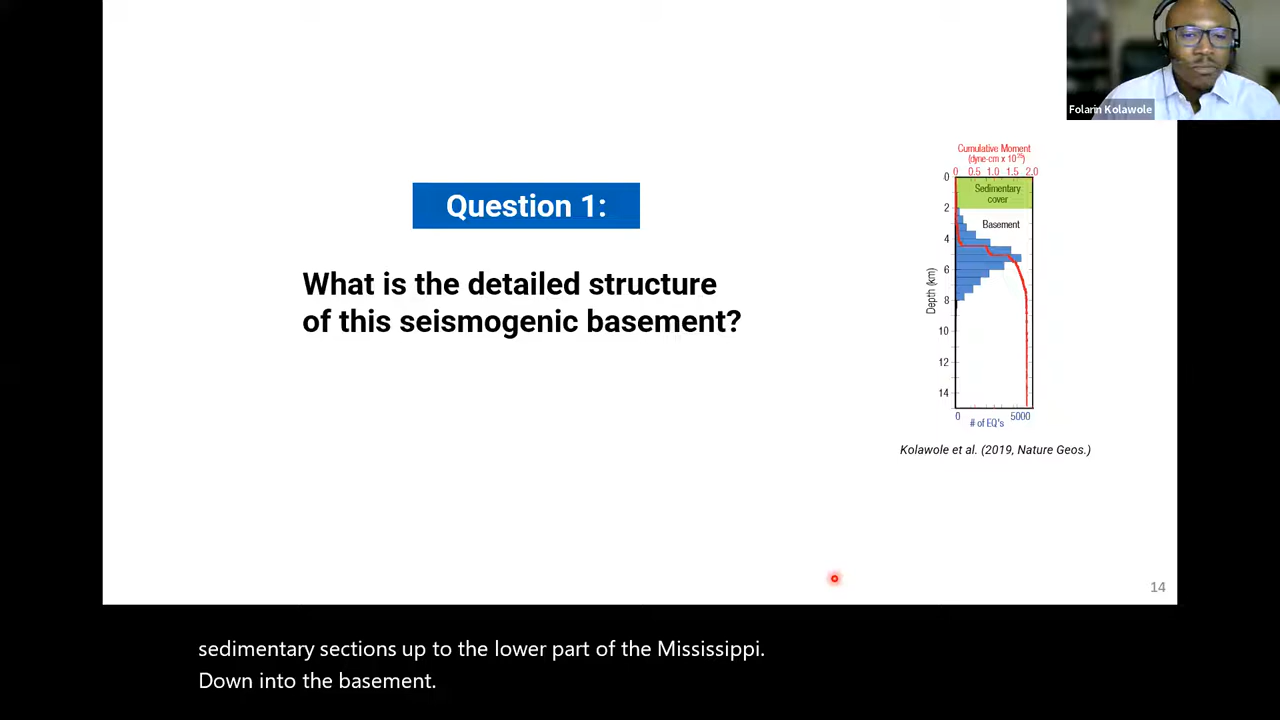 Folarin Kolawole
Question 1:
What is the detailed structure
of this seismogenic basement?
Cumulative Moment
(dyne-cm x 10²⁵)
0 0.5 1.0 1.5 2.0
Sedimentary
cover
Basement
Depth (km)
0
2
4
6
8
10
12
14
0 5000
# of EQ's
Kolawole et al. (2019, Nature Geos.)
14
sedimentary sections up to the lower part of the Mississippi.
Down into the basement.